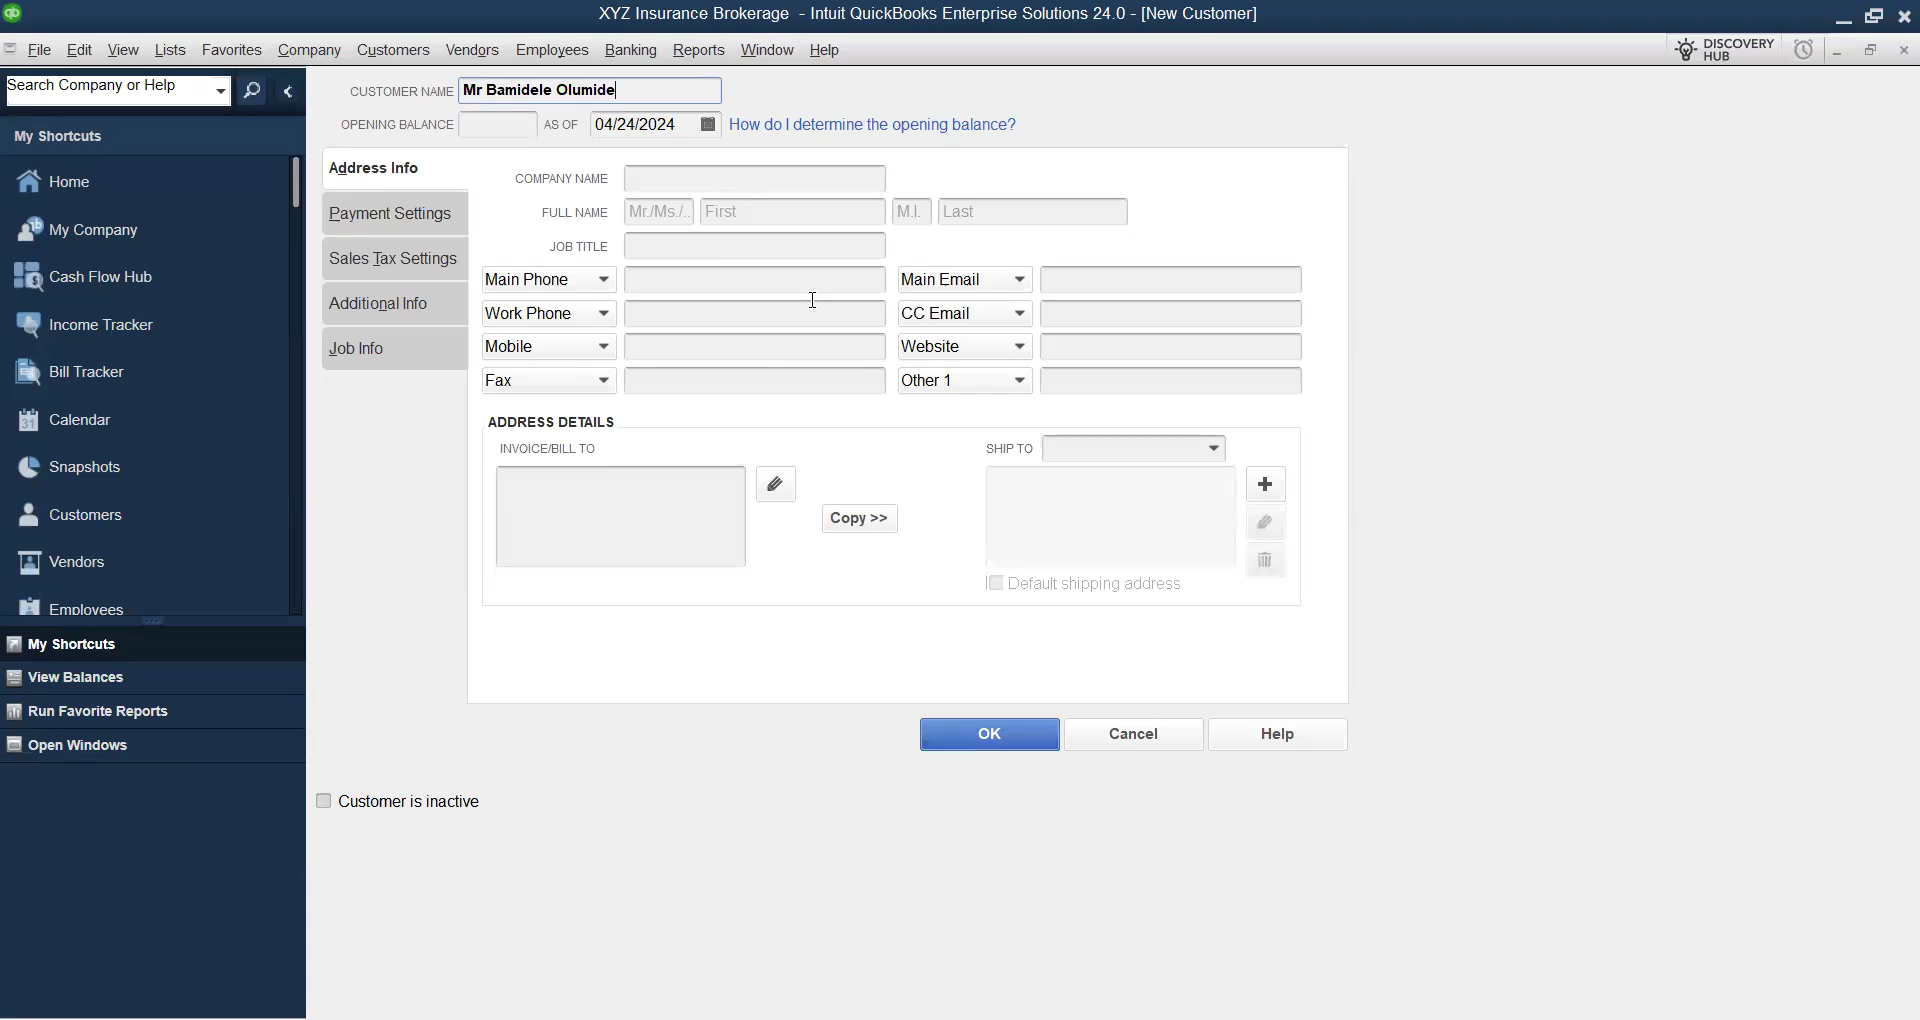 XYZ Insurance Brokerage - Intuit QuickBooks Enterprise Solutions 24.0 - [New Customer]
File Edit View Lists Favorites Company Customers Vendors Employees Banking Reports Window Help
DISCOVERY HUB
Search Company or Help
My Shortcuts
Home
My Company
Cash Flow Hub
Income Tracker
Bill Tracker
Calendar
Snapshots
Customers
Vendors
Employees
My Shortcuts
View Balances
Run Favorite Reports
Open Windows
CUSTOMER NAME Mr Bamidele Olumide
OPENING BALANCE AS OF 04/24/2024 How do I determine the opening balance?
Address Info
Payment Settings
Sales Tax Settings
Additional Info
Job Info
COMPANY NAME
FULL NAME Mr./Ms./.. First M.I. Last
JOB TITLE
Main Phone Main Email
Work Phone CC Email
Mobile Website
Fax Other 1
ADDRESS DETAILS
INVOICE/BILL TO SHIP TO
Copy >>
Default shipping address
OK Cancel Help
Customer is inactive